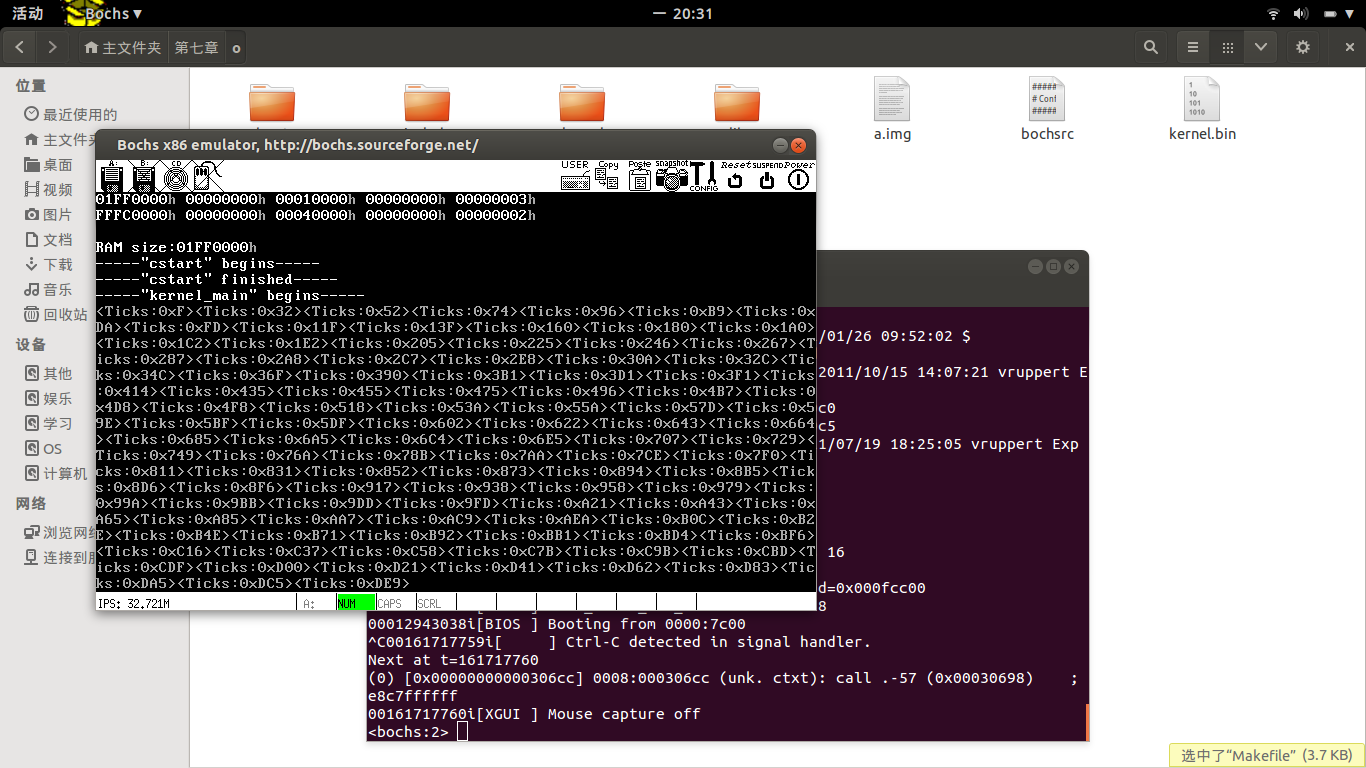 活动 Bochs ▾ 一 20:31
主文件夹 第七章 o
位置
最近使用的
主文件夹
桌面
视频
图片
文档
下载
音乐
回收站
设备
其他
娱乐
学习
OS
计算机
网络
浏览网络
连接到服
a.img bochsrc kernel.bin
Bochs x86 emulator, http://bochs.sourceforge.net/
A: B: CD USER Copy Paste snapshot CONFIG Reset SUSPEND Power
01FF0000h 00000000h 00010000h 00000000h 00000003h
FFFC0000h 00000000h 00040000h 00000000h 00000002h
RAM size:01FF0000h
-----"cstart" begins-----
-----"cstart" finished-----
-----"kernel_main" begins-----
<Ticks:0xF><Ticks:0x32><Ticks:0x52><Ticks:0x74><Ticks:0x96><Ticks:0xB9><Ticks:0x
DA><Ticks:0xFD><Ticks:0x11F><Ticks:0x13F><Ticks:0x160><Ticks:0x180><Ticks:0x1A0>
<Ticks:0x1C2><Ticks:0x1E2><Ticks:0x205><Ticks:0x225><Ticks:0x246><Ticks:0x267><T
icks:0x287><Ticks:0x2A8><Ticks:0x2C7><Ticks:0x2E8><Ticks:0x30A><Ticks:0x32C><Tic
ks:0x34C><Ticks:0x36F><Ticks:0x390><Ticks:0x3B1><Ticks:0x3D1><Ticks:0x3F1><Ticks
:0x414><Ticks:0x435><Ticks:0x455><Ticks:0x475><Ticks:0x496><Ticks:0x4B7><Ticks:0
x4D8><Ticks:0x4F8><Ticks:0x518><Ticks:0x53A><Ticks:0x55A><Ticks:0x57D><Ticks:0x5
9E><Ticks:0x5BF><Ticks:0x5DF><Ticks:0x602><Ticks:0x622><Ticks:0x643><Ticks:0x664
><Ticks:0x685><Ticks:0x6A5><Ticks:0x6C4><Ticks:0x6E5><Ticks:0x707><Ticks:0x729><
Ticks:0x749><Ticks:0x76A><Ticks:0x78B><Ticks:0x7AA><Ticks:0x7CE><Ticks:0x7F0><Ti
cks:0x811><Ticks:0x831><Ticks:0x852><Ticks:0x873><Ticks:0x894><Ticks:0x8B5><Tick
s:0x8D6><Ticks:0x8F6><Ticks:0x917><Ticks:0x938><Ticks:0x958><Ticks:0x979><Ticks:
0x99A><Ticks:0x9BB><Ticks:0x9DD><Ticks:0x9FD><Ticks:0xA21><Ticks:0xA43><Ticks:0x
A65><Ticks:0xA85><Ticks:0xAA7><Ticks:0xAC9><Ticks:0xAEA><Ticks:0xB0C><Ticks:0xB2
E><Ticks:0xB4E><Ticks:0xB71><Ticks:0xB92><Ticks:0xBB1><Ticks:0xBD4><Ticks:0xBF6>
<Ticks:0xC16><Ticks:0xC37><Ticks:0xC58><Ticks:0xC7B><Ticks:0xC9B><Ticks:0xCBD><T
icks:0xCDF><Ticks:0xD00><Ticks:0xD21><Ticks:0xD41><Ticks:0xD62><Ticks:0xD83><Tic
ks:0xDA5><Ticks:0xDC5><Ticks:0xDE9>
IPS: 32.721M A: NUM CAPS SCRL
/01/26 09:52:02 $
2011/10/15 14:07:21 vruppert E
c0
c5
1/07/19 18:25:05 vruppert Exp
16
d=0x000fcc00
8
00012943038i[BIOS ] Booting from 0000:7c00
^C00161717759i[ ] Ctrl-C detected in signal handler.
Next at t=161717760
(0) [0x00000000000306cc] 0008:000306cc (unk. ctxt): call .-57 (0x00030698) ;
e8c7ffffff
00161717760i[XGUI ] Mouse capture off
<bochs:2>
选中了“Makefile” (3.7 KB)